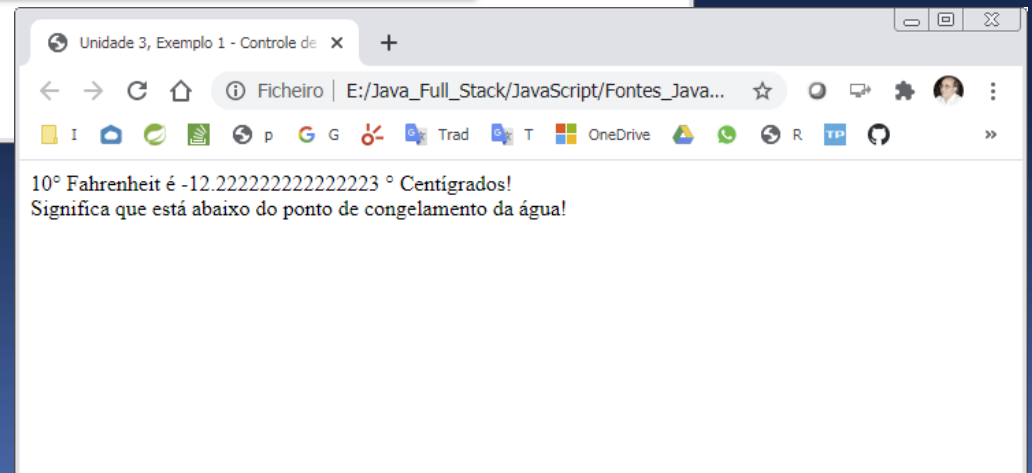 Unidade 3, Exemplo 1 - Controle de
Ficheiro | E:/Java_Full_Stack/JavaScript/Fontes_Java...
I p G G Trad T OneDrive R TP »
10° Fahrenheit é -12.222222222222223 ° Centígrados!
Significa que está abaixo do ponto de congelamento da água!